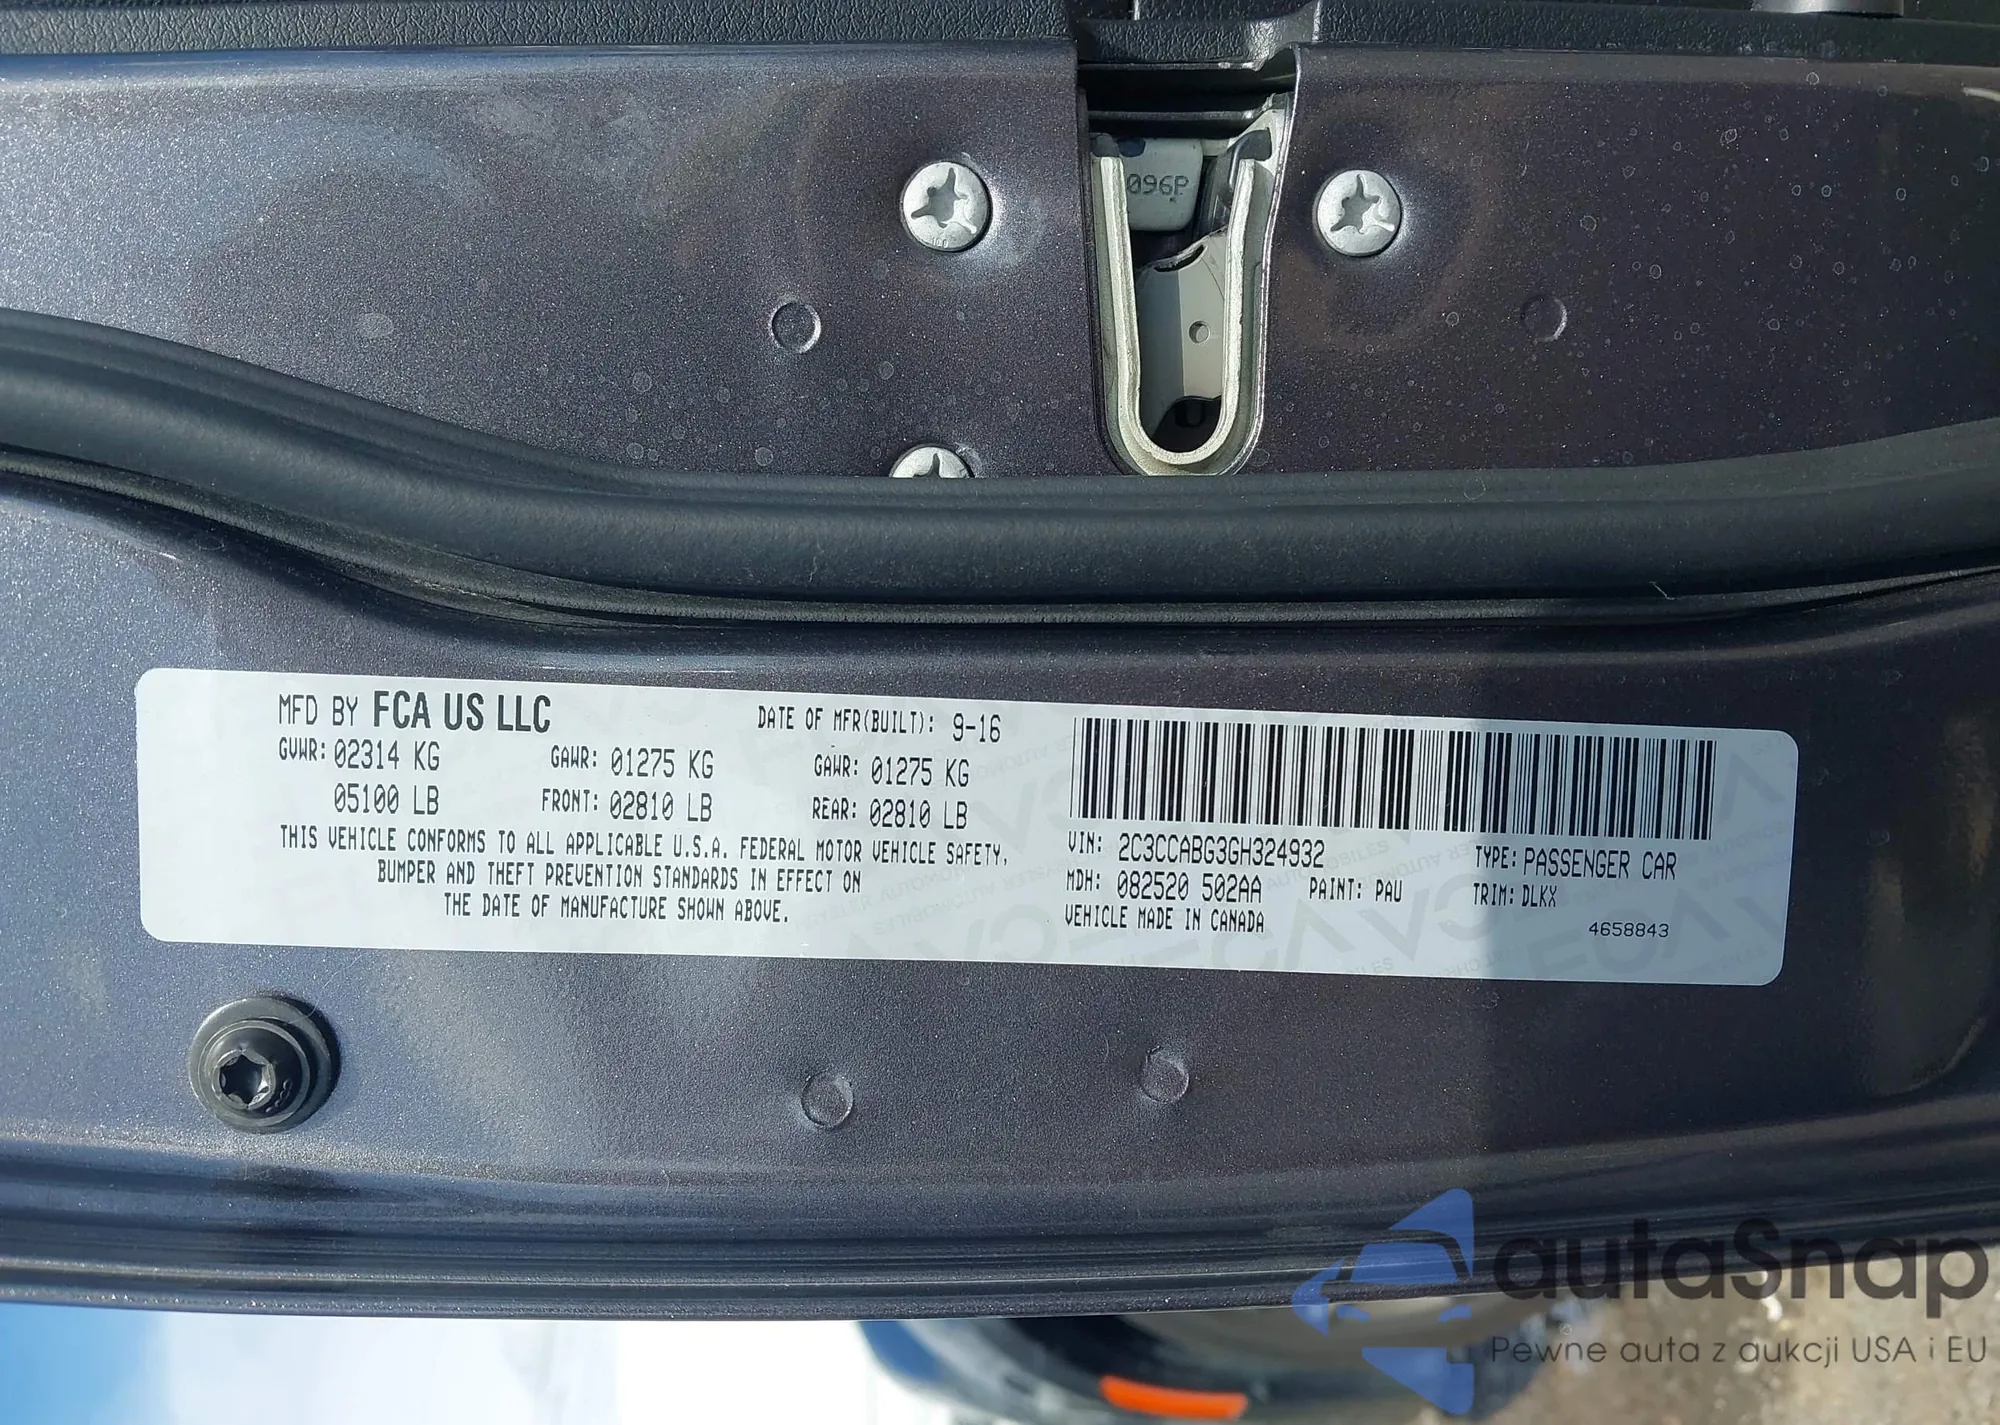 096P
MFD BY FCA US LLC
DATE OF MFR(BUILT): 9-16
GVWR: 02314 KG
GAWR: 01275 KG
GAWR: 01275 KG
05100 LB
FRONT: 02810 LB
REAR: 02810 LB
THIS VEHICLE CONFORMS TO ALL APPLICABLE U.S.A. FEDERAL MOTOR VEHICLE SAFETY,
BUMPER AND THEFT PREVENTION STANDARDS IN EFFECT ON
THE DATE OF MANUFACTURE SHOWN ABOVE.
VIN: 2C3CCABG3GH324932
TYPE: PASSENGER CAR
MDH: 082520 502AA
PAINT: PAU
TRIM: DLKX
VEHICLE MADE IN CANADA
4658843
autaSnap
Pewne auta z aukcji USA i EU